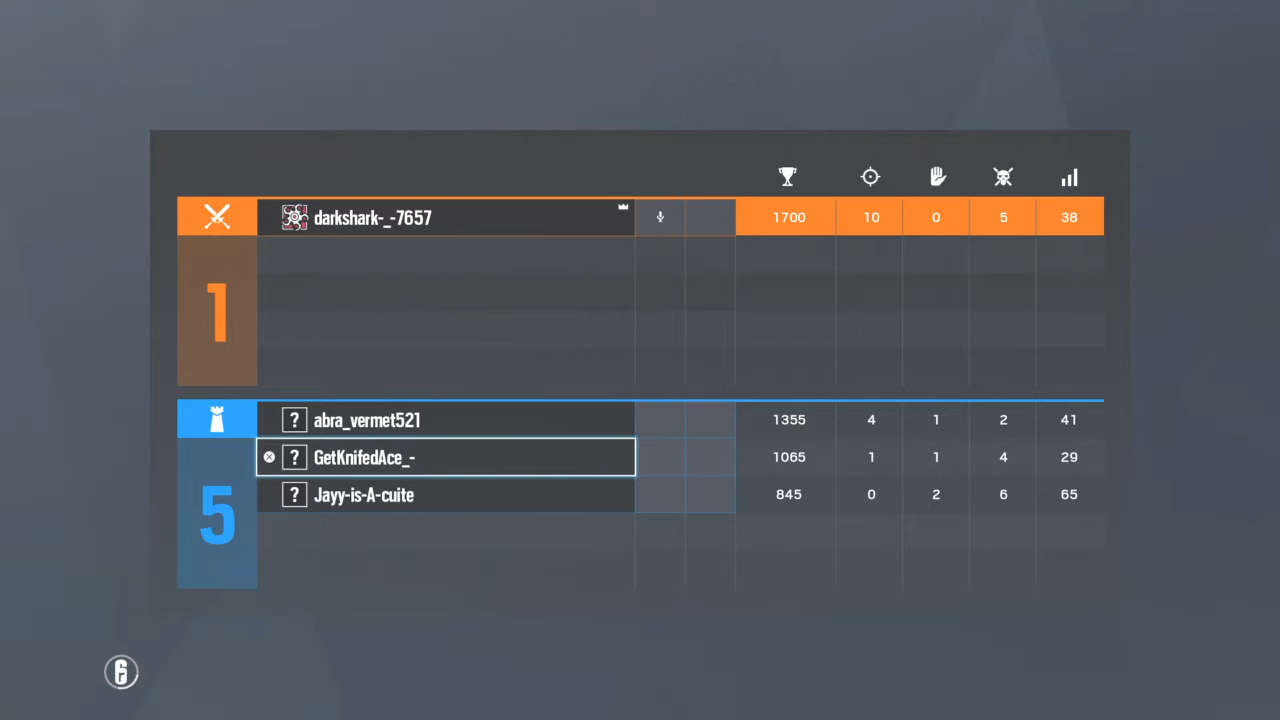 darkshark-_-7657 1700 10 0 5 38
1
? abra_vermet521 1355 4 1 2 41
? GetKnifedAce_- 1065 1 1 4 29
5
? Jayy-is-A-cuite 845 0 2 6 65
6